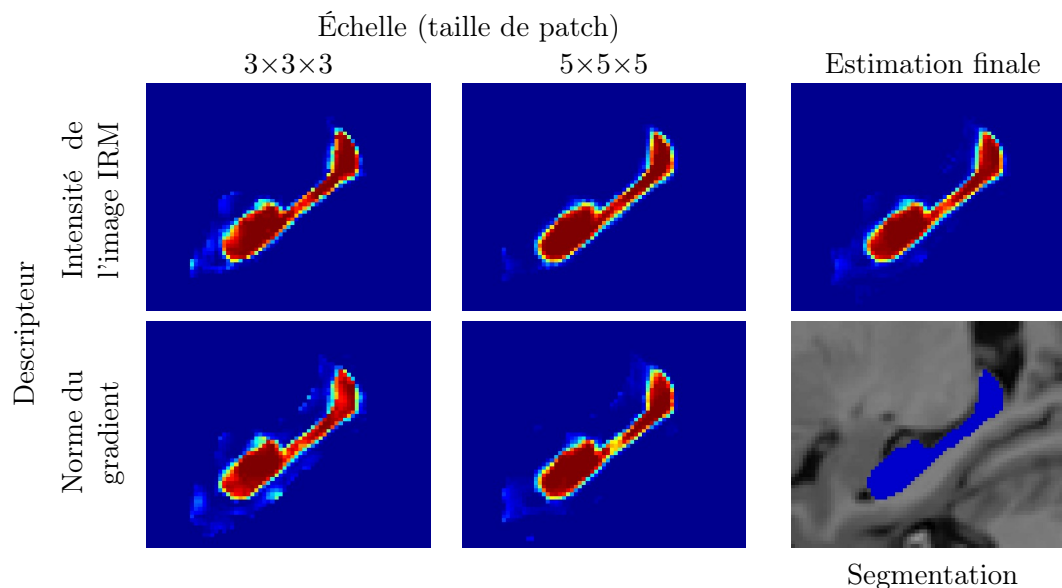 Échelle (taille de patch)
3×3×3
5×5×5
Estimation finale
Descripteur
Intensité de
l'image IRM
Norme du
gradient
Segmentation